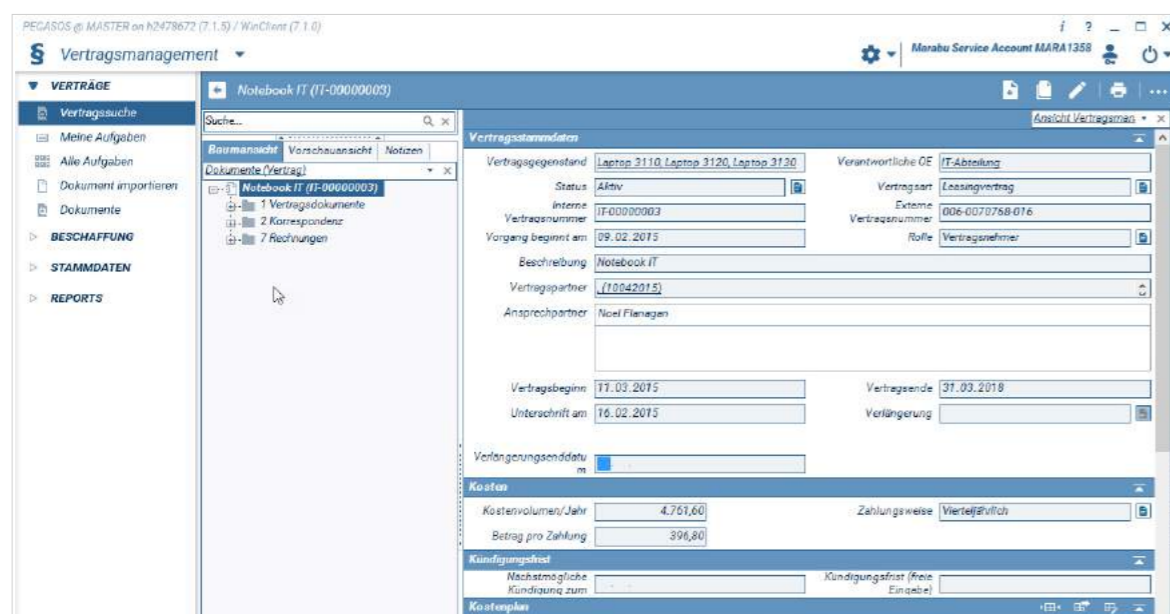 PEGASOS @ MASTER on h2478672 (7.1.5) / WinClient (7.1.0)
§ Vertragsmanagement
Marabu Service Account MARA1358
VERTRÄGE
Vertragssuche
Meine Aufgaben
Alle Aufgaben
Dokument importieren
Dokumente
BESCHAFFUNG
STAMMDATEN
REPORTS
Notebook IT (IT-00000003)
Suche...
Baumansicht Vorschauansicht Notizen
Dokumente (Vertrag)
Notebook IT (IT-00000003)
1 Vertragsdokumente
2 Korrespondenz
7 Rechnungen
Ansicht Vertragsman
Vertragsstammdaten
Vertragsgegenstand Laptop 3110, Laptop 3120, Laptop 3130 Verantwortliche OE IT-Abteilung
Status Aktiv Vertragsart Leasingvertrag
Interne Vertragsnummer IT-00000003 Externe Vertragsnummer 006-0070768-016
Vorgang beginnt am 09.02.2015 Rolle Vertragsnehmer
Beschreibung Notebook IT
Vertragspartner , (10042015)
Ansprechpartner Noel Flanagan
Vertragsbeginn 11.03.2015 Vertragsende 31.03.2018
Unterschrift am 16.02.2015 Verlängerung
Verlängerungsenddatu
m
Kosten
Kostenvolumen/Jahr 4.761,60 Zahlungsweise Vierteljährlich
Betrag pro Zahlung 396,80
Kündigungsfrist
Nächstmögliche Kündigung zum Kündigungsfrist (freie Eingabe)
Kostenplan